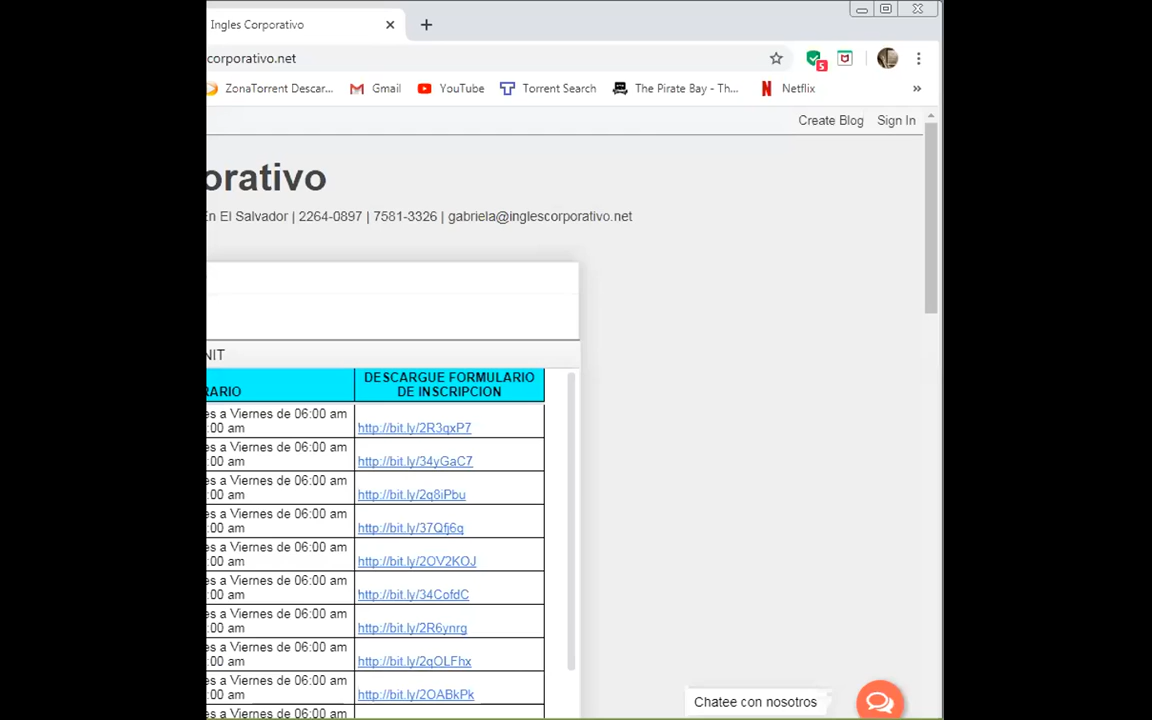 Ingles Corporativo
corporativo.net
5
ZonaTorrent Descar... Gmail YouTube Torrent Search The Pirate Bay - Th... Netflix »
Create Blog Sign In
orativo
En El Salvador | 2264-0897 | 7581-3326 | gabriela@inglescorporativo.net
NIT
DESCARGUE FORMULARIO
RARIO DE INSCRIPCION
es a Viernes de 06:00 am
:00 am http://bit.ly/2R3qxP7
es a Viernes de 06:00 am
:00 am http://bit.ly/34yGaC7
es a Viernes de 06:00 am
:00 am http://bit.ly/2q8iPbu
es a Viernes de 06:00 am
:00 am http://bit.ly/37Qfj6q
es a Viernes de 06:00 am
:00 am http://bit.ly/2OV2KOJ
es a Viernes de 06:00 am
:00 am http://bit.ly/34CofdC
es a Viernes de 06:00 am
:00 am http://bit.ly/2R6ynrg
es a Viernes de 06:00 am
:00 am http://bit.ly/2qOLFhx
es a Viernes de 06:00 am
:00 am http://bit.ly/2OABkPk
es a Viernes de 06:00 am
Chatee con nosotros